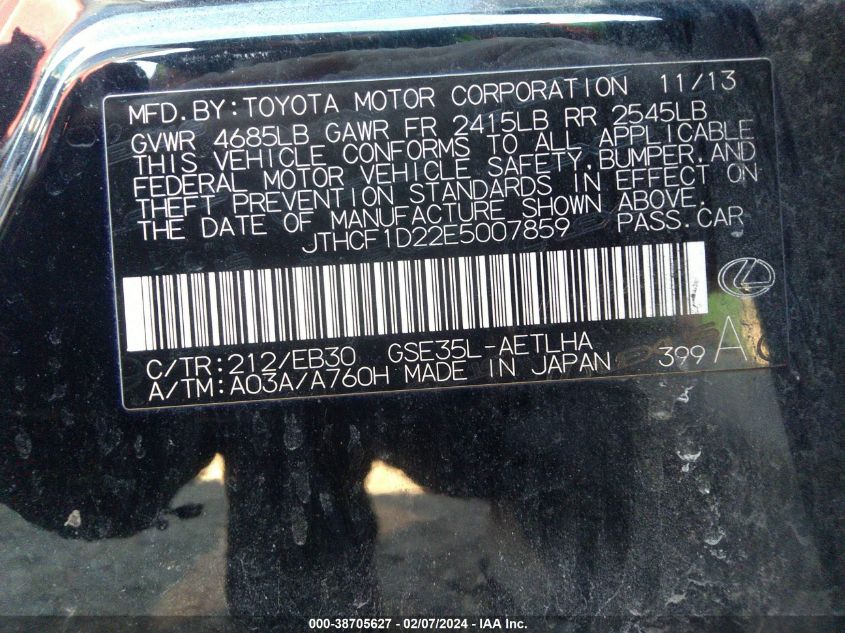 MFD.BY:TOYOTA MOTOR CORPORATION 11/13
GVWR 4685LB GAWR FR 2415LB RR 2545LB
THIS VEHICLE CONFORMS TO ALL APPLICABLE
FEDERAL MOTOR VEHICLE SAFETY,BUMPER,AND
THEFT PREVENTION STANDARDS IN EFFECT ON
THE DATE OF MANUFACTURE SHOWN ABOVE.
JTHCF1D22E5007859 PASS.CAR
C/TR:212/EB30 GSE35L-AETLHA
A/TM:A03A/A760H MADE IN JAPAN 399 A
000-38705627 - 02/07/2024 - IAA Inc.